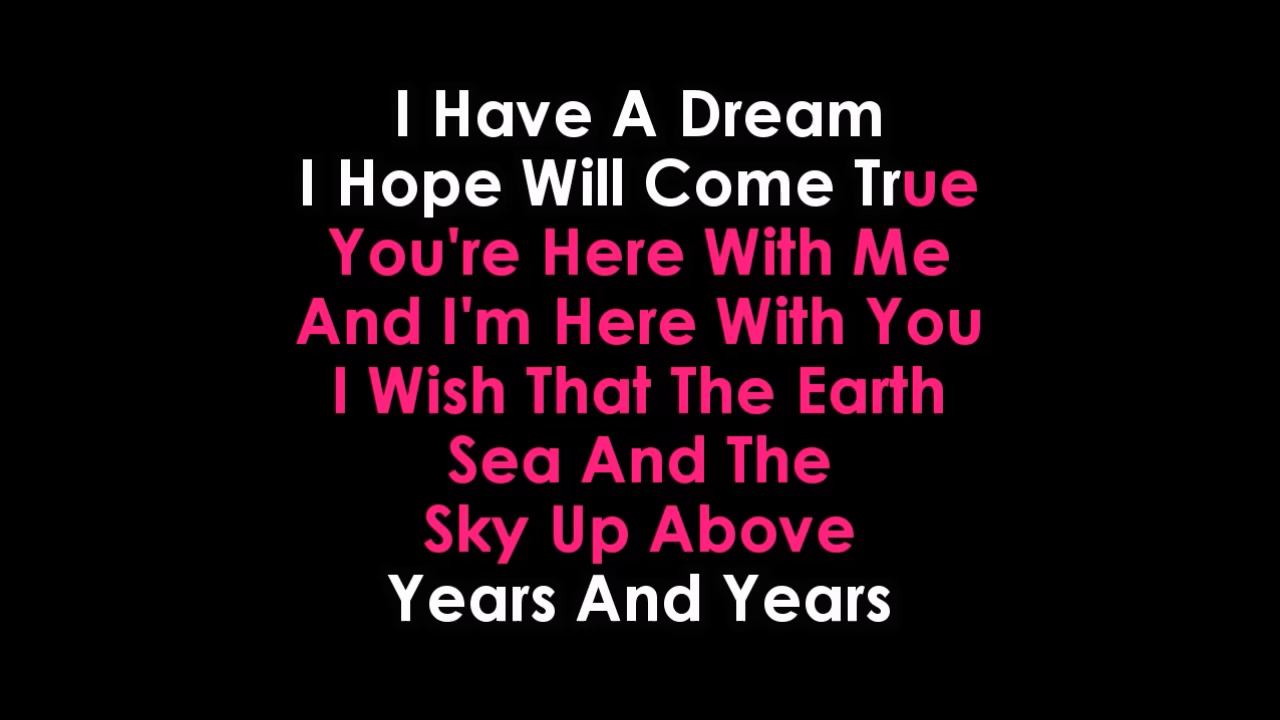 I Have A Dream
I Hope Will Come True
You're Here With Me
And I'm Here With You
I Wish That The Earth
Sea And The
Sky Up Above
Years And Years